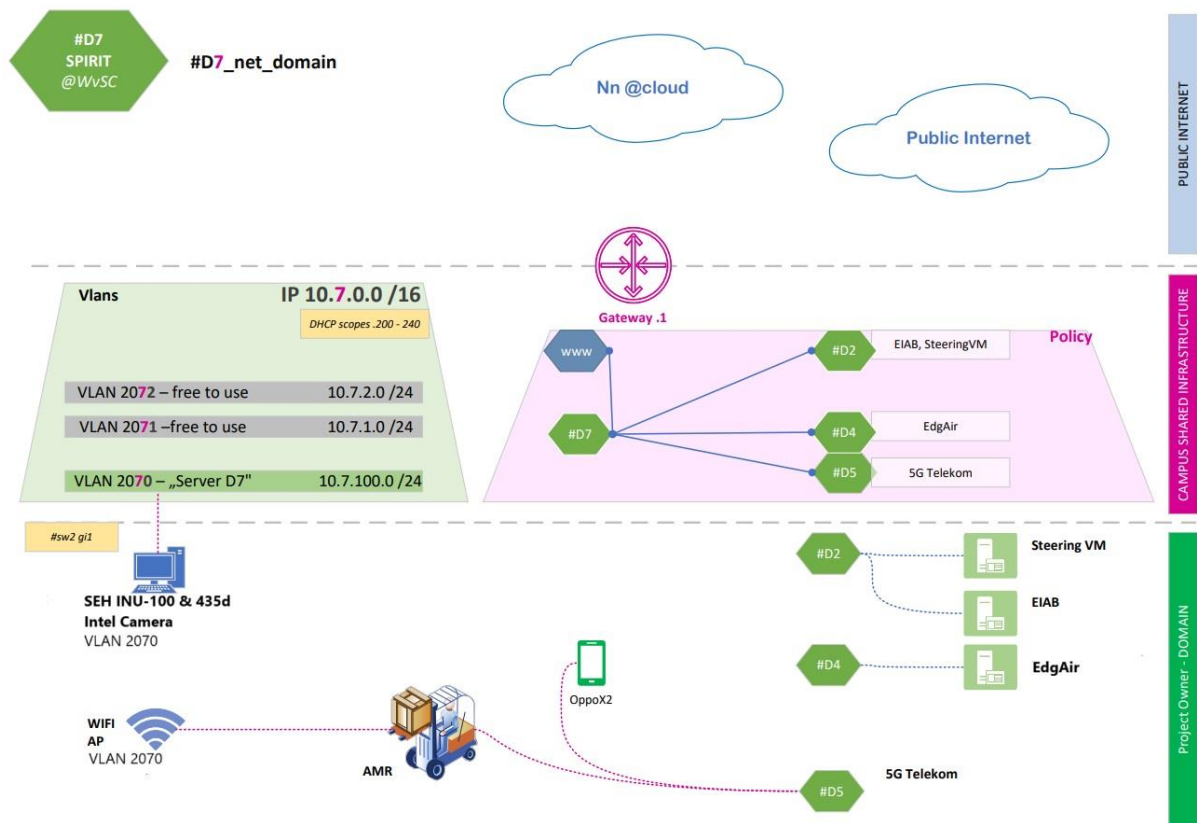 #D7
SPIRIT
@WvSC
#D7_net_domain
Nn @cloud
Public Internet
PUBLIC INTERNET
Gateway .1
Vlans
IP 10.7.0.0 /16
DHCP scopes .200 - 240
VLAN 2072 – free to use 10.7.2.0 /24
VLAN 2071 –free to use 10.7.1.0 /24
VLAN 2070 – „Server D7" 10.7.100.0 /24
Policy
www
#D2
EIAB, SteeringVM
#D7
#D4
EdgAir
#D5
5G Telekom
CAMPUS SHARED INFRASTRUCTURE
#sw2 gi1
SEH INU-100 & 435d
Intel Camera
VLAN 2070
WIFI
AP
VLAN 2070
AMR
OppoX2
#D2
Steering VM
EIAB
#D4
EdgAir
#D5
5G Telekom
Project Owner - DOMAIN